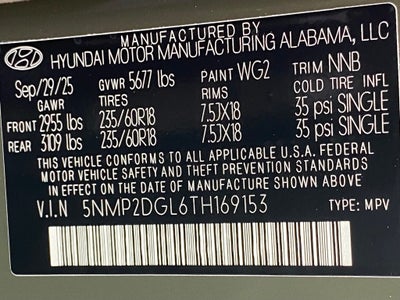 MANUFACTURED BY
HYUNDAI MOTOR MANUFACTURING ALABAMA, LLC
Sep/29/25 GVWR 5677 lbs PAINT WG2 TRIM NNB
GAWR TIRES RIMS COLD TIRE INFL
FRONT 2955 lbs 235/60R18 7.5JX18 35 psi SINGLE
REAR 3109 lbs 235/60R18 7.5JX18 35 psi SINGLE
THIS VEHICLE CONFORMS TO ALL APPLICABLE U.S.A. FEDERAL
MOTOR VEHICLE SAFETY AND THEFT PREVENTION STANDARDS
IN EFFECT ON THE DATE OF MANUFACTURE SHOWN ABOVE.
V.I.N 5NMP2DGL6TH169153 TYPE: MPV